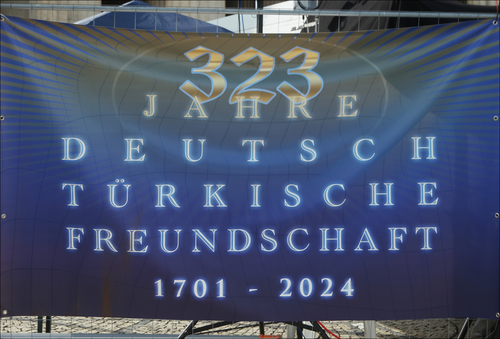 323
JAHRE
DEUTSCH
TÜRKISCHE
FREUNDSCHAFT
1701 - 2024